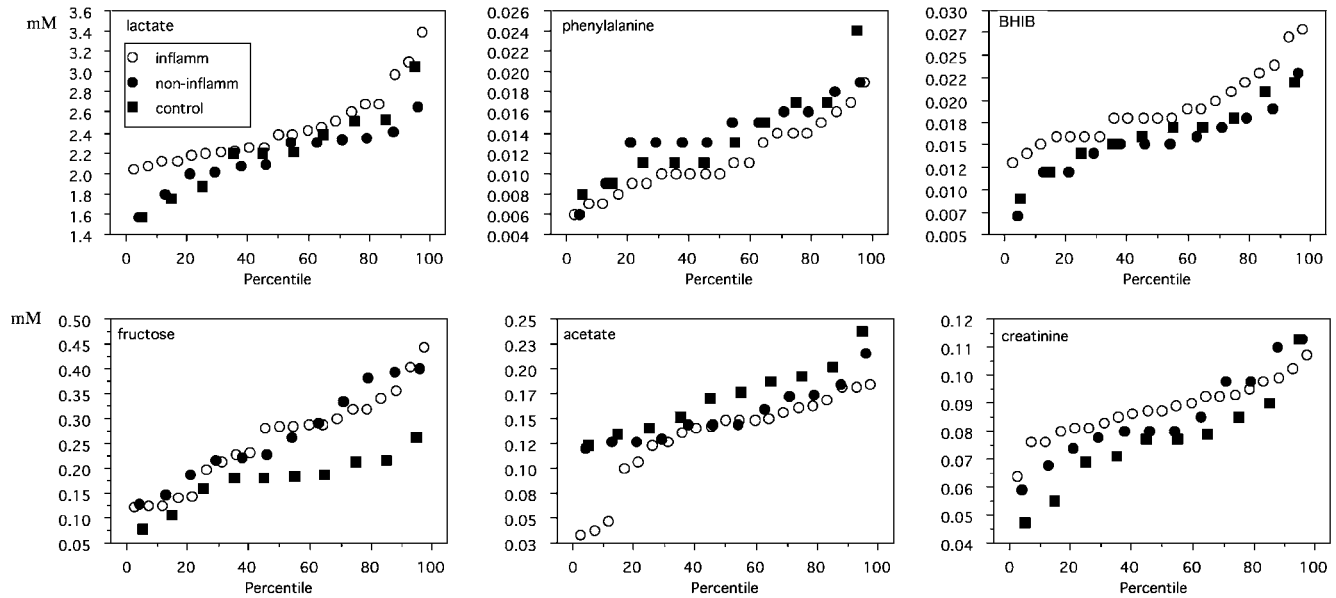 mM
lactate
inflamm
non-inflamm
control
3.6
3.4
3.2
3.0
2.8
2.6
2.4
2.2
2.0
1.8
1.6
1.4
0 20 40 60 80 100
Percentile
phenylalanine
0.026
0.024
0.022
0.020
0.019
0.016
0.014
0.012
0.010
0.008
0.006
0.004
0 20 40 60 80 100
Percentile
BHIB
0.030
0.027
0.025
0.022
0.020
0.018
0.015
0.012
0.010
0.007
0.005
0 20 40 60 80 100
Percentile
mM
fructose
0.50
0.45
0.40
0.35
0.30
0.25
0.20
0.15
0.10
0.05
0 20 40 60 80 100
Percentile
acetate
0.25
0.23
0.20
0.17
0.15
0.12
0.10
0.08
0.05
0.03
0 20 40 60 80 100
Percentile
creatinine
0.12
0.11
0.10
0.09
0.08
0.07
0.06
0.05
0.04
0 20 40 60 80 100
Percentile